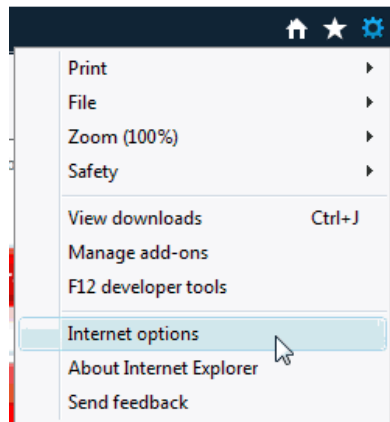 Print
File
Zoom (100%)
Safety
View downloads Ctrl+J
Manage add-ons
F12 developer tools
Internet options
About Internet Explorer
Send feedback